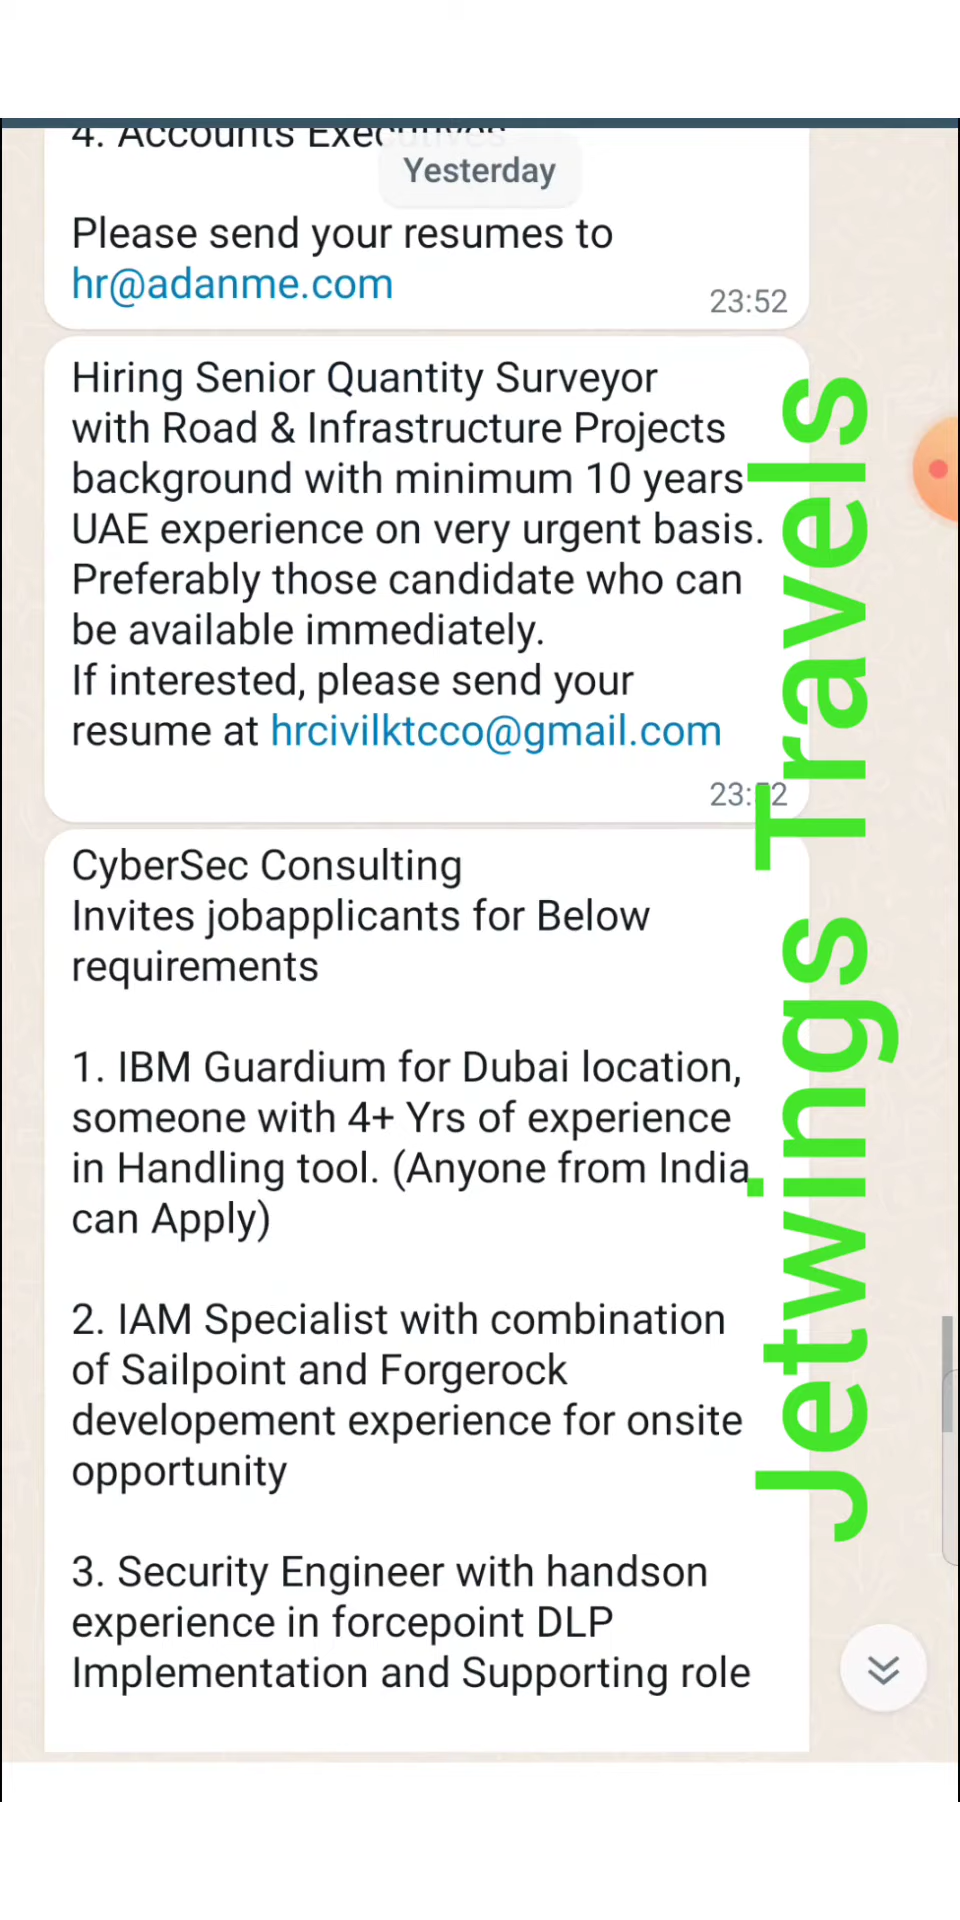 4. Accounts Executives
Yesterday
Please send your resumes to
hr@adanme.com
23:52
Hiring Senior Quantity Surveyor
with Road & Infrastructure Projects
background with minimum 10 years
UAE experience on very urgent basis.
Preferably those candidate who can
be available immediately.
If interested, please send your
resume at hrcivilktcco@gmail.com
23:52
CyberSec Consulting
Invites jobapplicants for Below
requirements
1. IBM Guardium for Dubai location,
someone with 4+ Yrs of experience
in Handling tool. (Anyone from India
can Apply)
2. IAM Specialist with combination
of Sailpoint and Forgerock
developement experience for onsite
opportunity
3. Security Engineer with handson
experience in forcepoint DLP
Implementation and Supporting role
Jetwings Travels